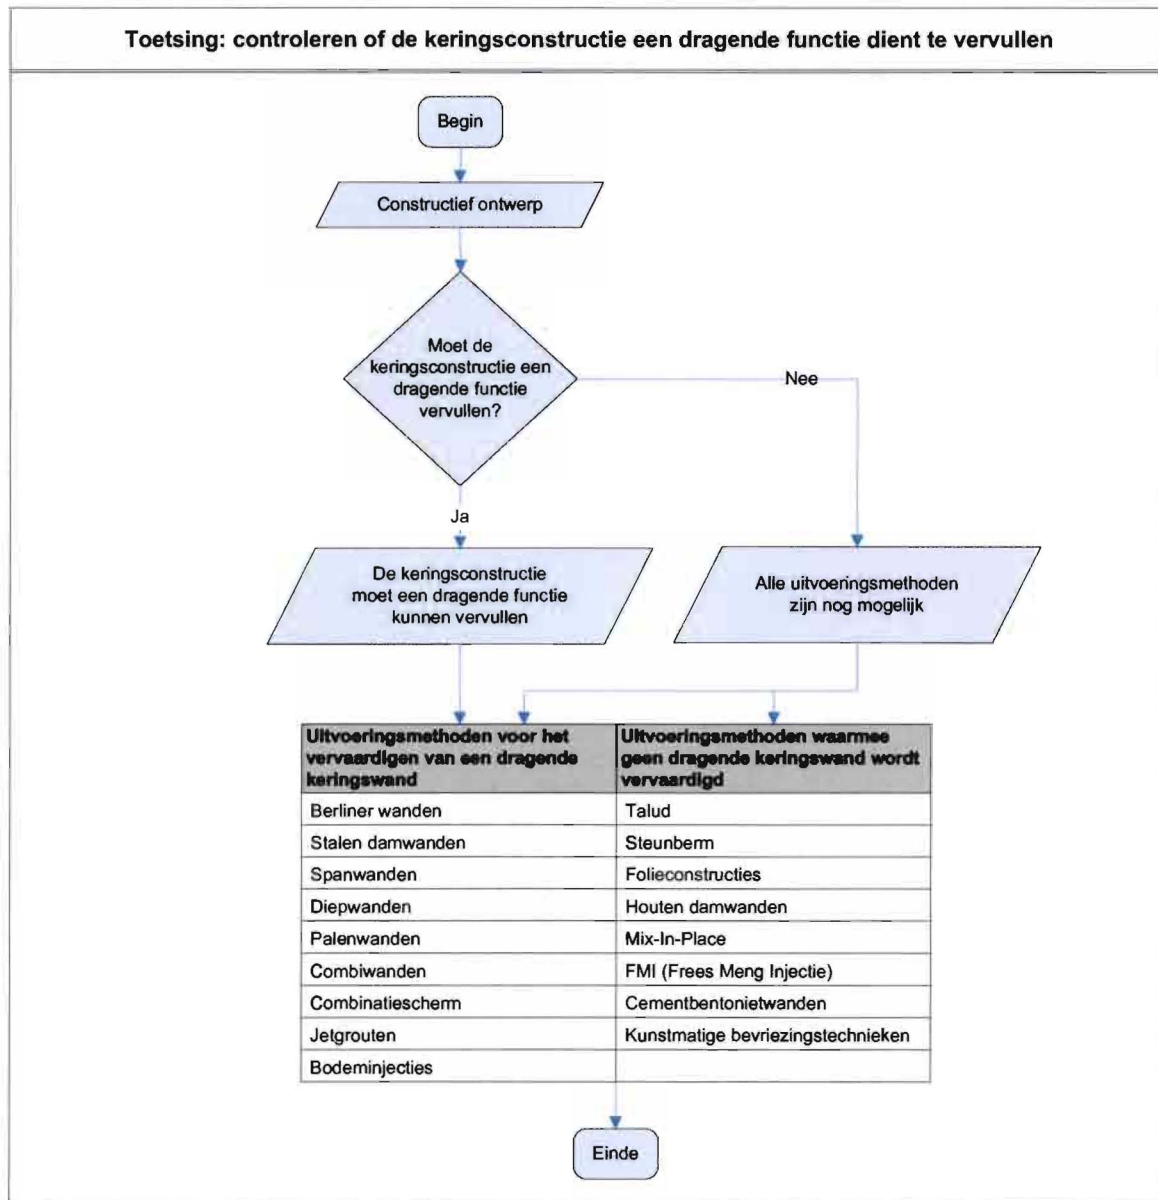 Toetsing: controleren of de keringsconstructie een dragende functie dient te vervullen
Begin
Constructief ontwerp
Moet de
keringsconstructie een
dragende functie
vervullen?
Nee
Ja
De keringsconstructie
moet een dragende functie
kunnen vervullen
Alle uitvoeringsmethoden
zijn nog mogelijk
Uitvoeringsmethoden voor het
vervaardigen van een dragende
keringswand
Uitvoeringsmethoden waarmee
geen dragende keringswand wordt
vervaardigd
Berliner wanden
Talud
Stalen damwanden
Steunberm
Spanwanden
Folieconstructies
Diepwanden
Houten damwanden
Palenwanden
Mix-In-Place
Combiwanden
FMI (Frees Meng Injectie)
Combinatiescherm
Cementbentonietwanden
Jetgrouten
Kunstmatige bevriezingstechnieken
Bodeminjecties
Einde